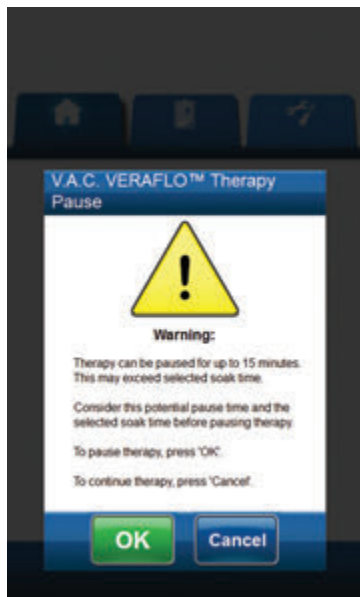 V.A.C. VERAFLO™ Therapy
Pause
!
Warning:
Therapy can be paused for up to 15 minutes.
This may exceed selected soak time.
Consider this potential pause time and the
selected soak time before pausing therapy.
To pause therapy, press 'OK'.
To continue therapy, press 'Cancel'.
OK
Cancel